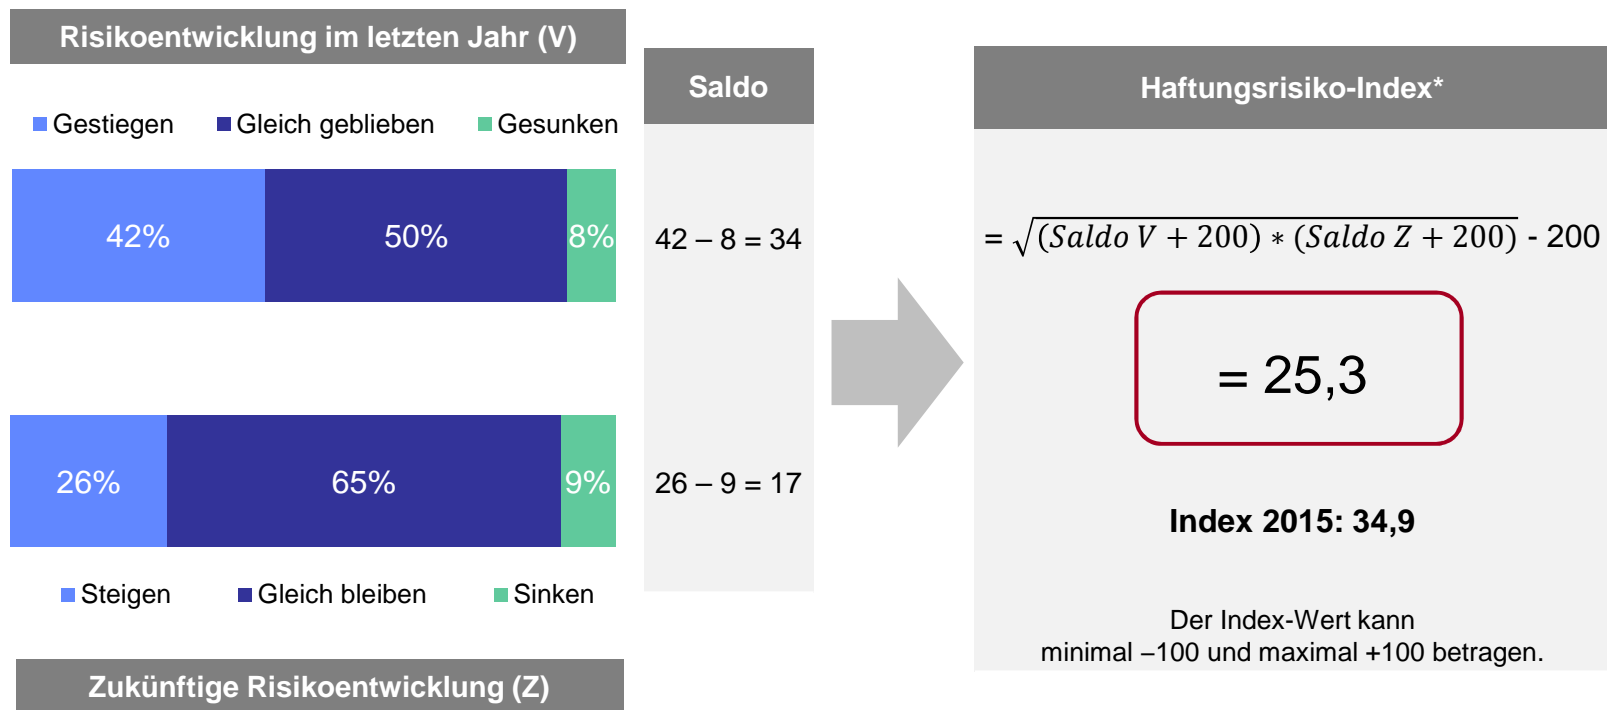 Risikoentwicklung im letzten Jahr (V)
Gestiegen Gleich geblieben Gesunken
42% 50% 8%
26% 65% 9%
Steigen Gleich bleiben Sinken
Zukünftige Risikoentwicklung (Z)
Saldo
42 – 8 = 34
26 – 9 = 17
Haftungsrisiko-Index*
= √(Saldo V + 200) ∗ (Saldo Z + 200) - 200
= 25,3
Index 2015: 34,9
Der Index-Wert kann
minimal –100 und maximal +100 betragen.